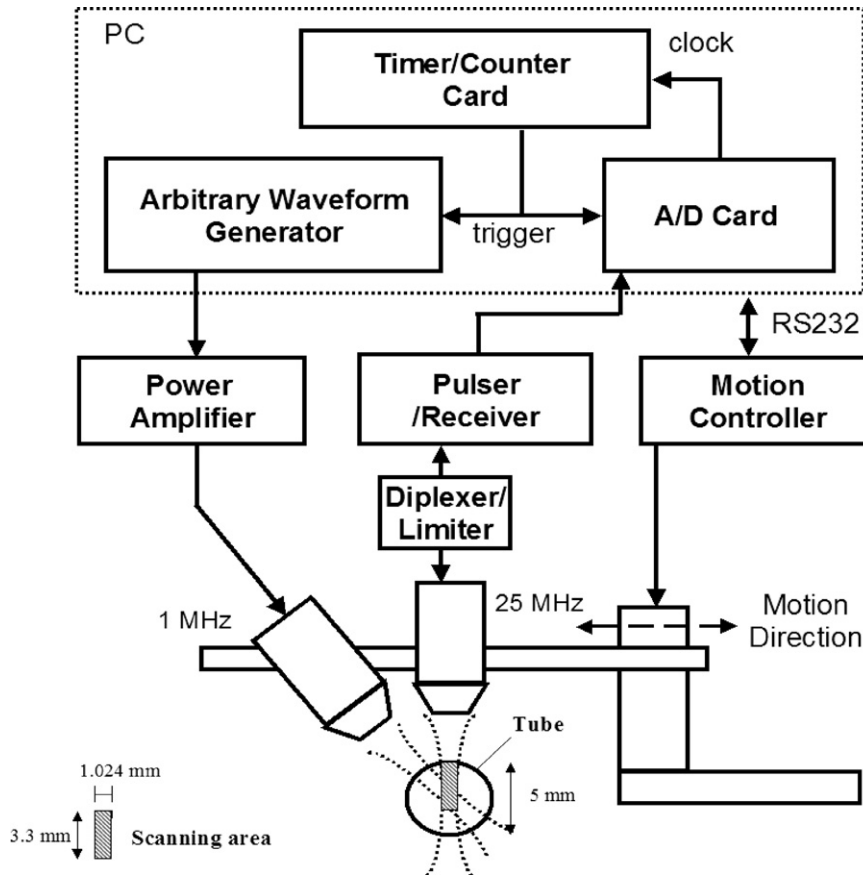 PC
clock
Timer/Counter
Card
Arbitrary Waveform
Generator
trigger
A/D Card
RS232
Power
Amplifier
Pulser
/Receiver
Motion
Controller
Diplexer/
Limiter
1 MHz
25 MHz
Motion
Direction
Tube
5 mm
1.024 mm
3.3 mm
Scanning area